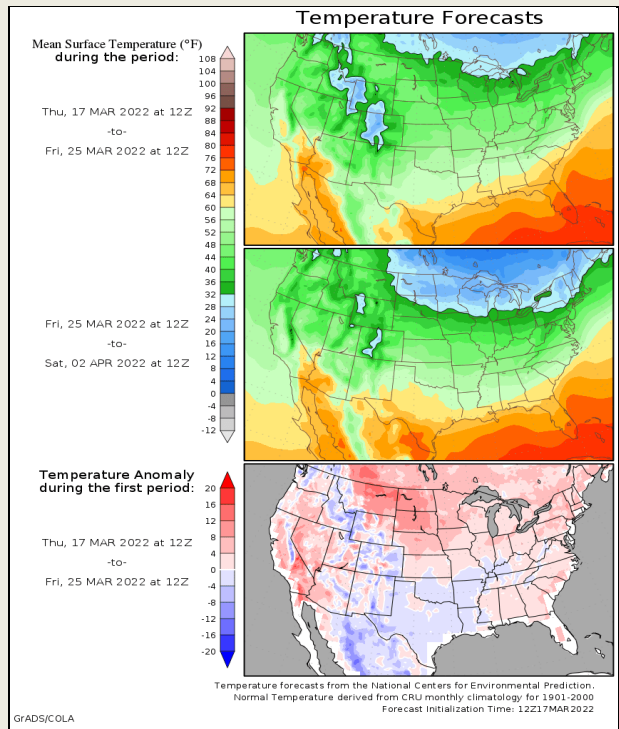 Temperature Forecasts
Mean Surface Temperature (°F)
during the period:
Thu, 17 MAR 2022 at 12Z
-to-
Fri, 25 MAR 2022 at 12Z
108
104
100
96
92
88
84
80
76
72
68
64
60
56
52
48
44
40
36
32
28
24
20
16
12
8
4
0
-4
-8
-12
Fri, 25 MAR 2022 at 12Z
-to-
Sat, 02 APR 2022 at 12Z
Temperature Anomaly
during the first period:
Thu, 17 MAR 2022 at 12Z
-to-
Fri, 25 MAR 2022 at 12Z
20
16
12
8
4
0
-4
-8
-12
-16
-20
Temperature forecasts from the National Centers for Environmental Prediction.
Normal Temperature derived from CRU monthly climatology for 1901-2000
Forecast Initialization Time: 12Z17MAR2022
GrADS/COLA